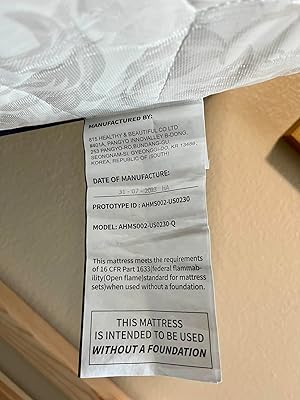 MANUFACTURED BY:
815 HEALTHY & BEAUTIFUL CO LTD
8401A, PANGYO INNOVALLEY B-DONG,
253 PANGYO-RO, BUNDANG-GU
SEONGNAM-SI, GYEONGGI-DO, KR 13486,
KOREA, REPUBLIC OF (SOUTH)
DATE OF MANUFACTURE:
31 - 07 -
PROTOTYPE ID : AHMS002-US0230
MODEL: AHMS002-US0230-Q
This mattress meets the requirements
of 16 CFR Part 1633(federal flammab-
ility(Open flame)standard for mattress
sets)when used without a foundation.
THIS MATTRESS
IS INTENDED TO BE USED
WITHOUT A FOUNDATION